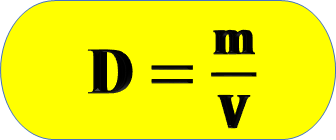 D = m/V